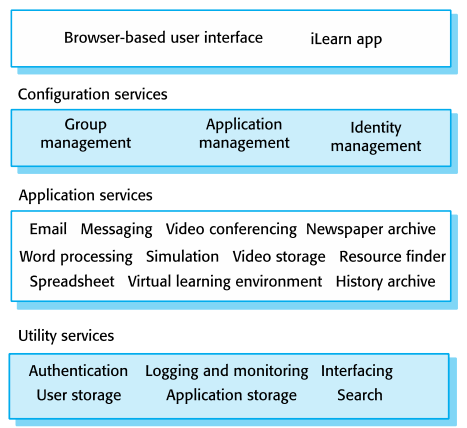 Browser-based user interface iLearn app
Configuration services
Group management Application management Identity management
Application services
Email Messaging Video conferencing Newspaper archive
Word processing Simulation Video storage Resource finder
Spreadsheet Virtual learning environment History archive
Utility services
Authentication Logging and monitoring Interfacing
User storage Application storage Search